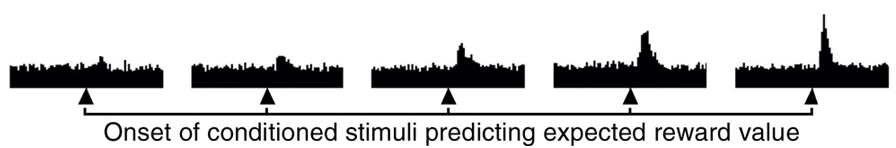 Onset of conditioned stimuli predicting expected reward value